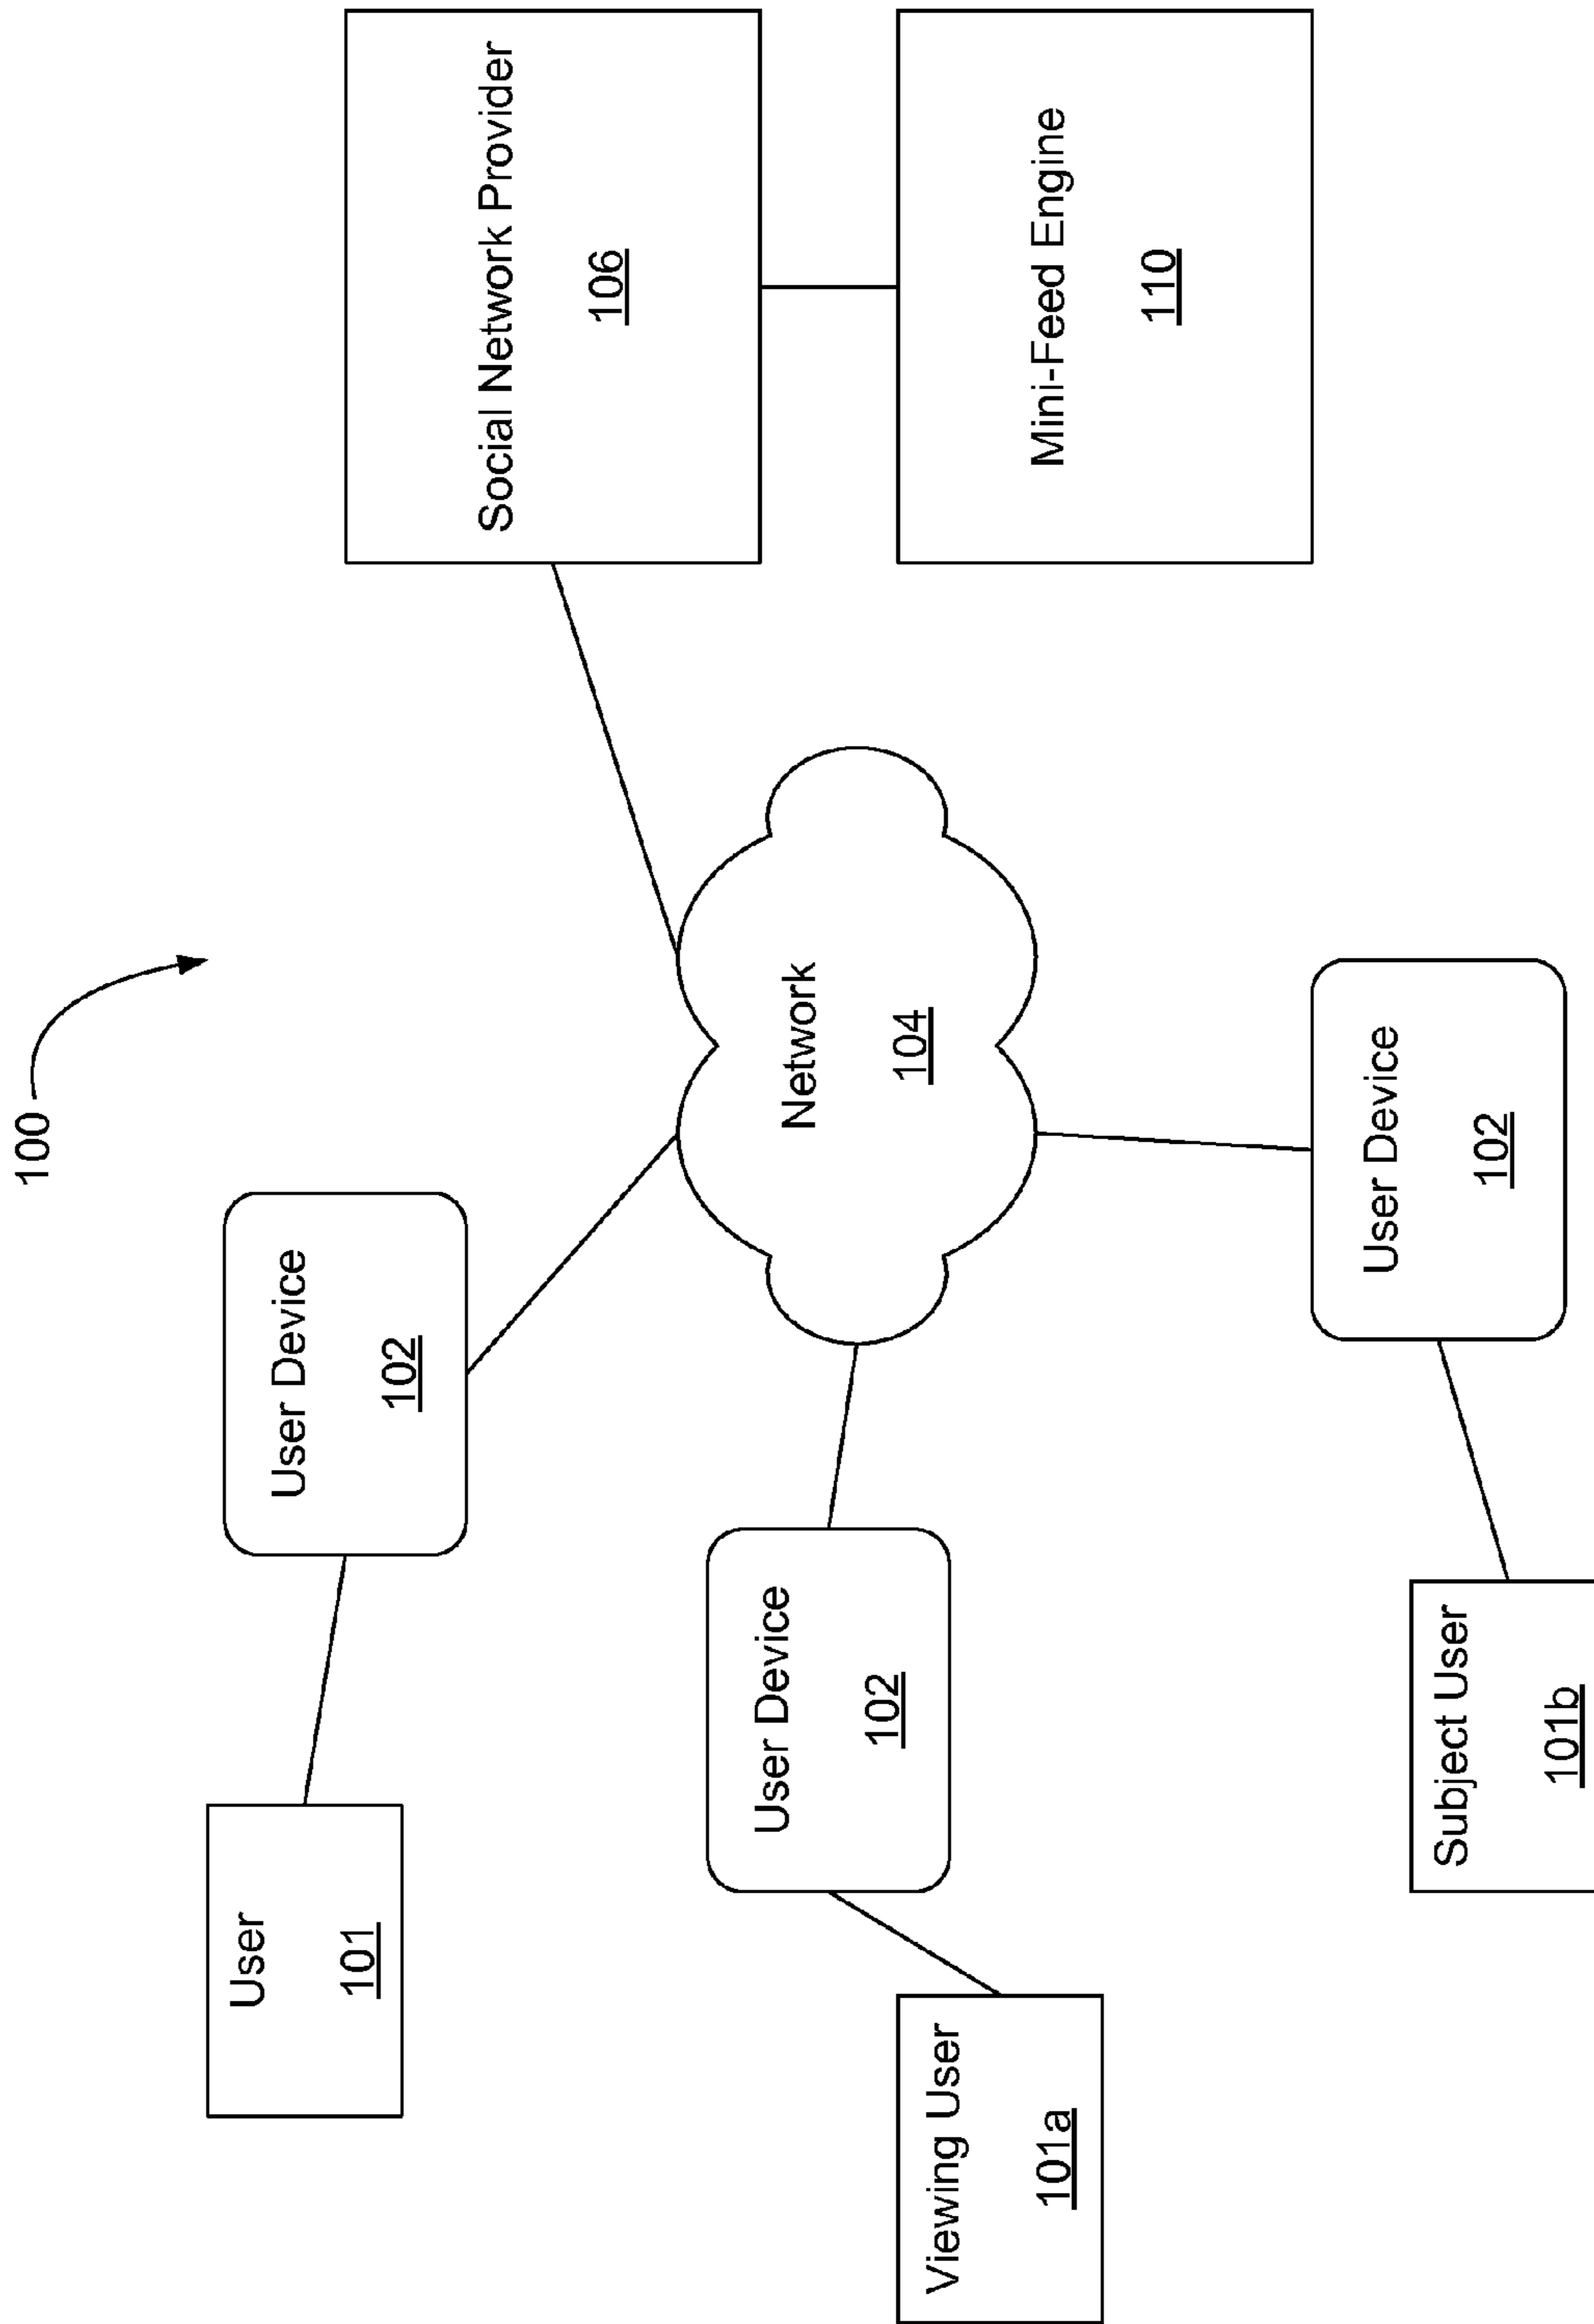 100
User
101
User Device
102
Social Network Provider
106
Viewing User
101a
User Device
102
Network
104
Mini-Feed Engine
110
Subject User
101b
User Device
102